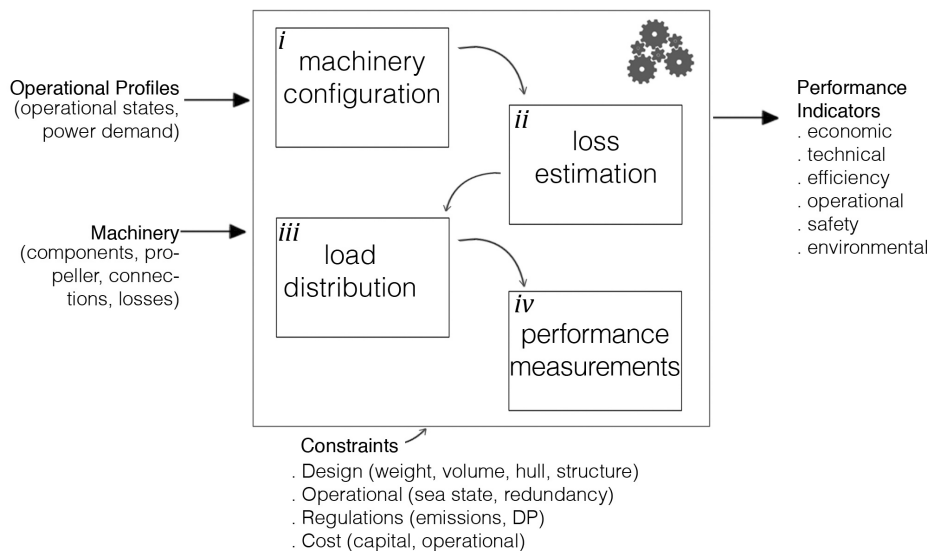 Operational Profiles
(operational states,
power demand)
Machinery
(components, pro-
peller, connec-
tions, losses)
i
machinery
configuration
ii
loss
estimation
iii
load
distribution
iv
performance
measurements
Performance
Indicators
. economic
. technical
. efficiency
. operational
. safety
. environmental
Constraints
. Design (weight, volume, hull, structure)
. Operational (sea state, redundancy)
. Regulations (emissions, DP)
. Cost (capital, operational)